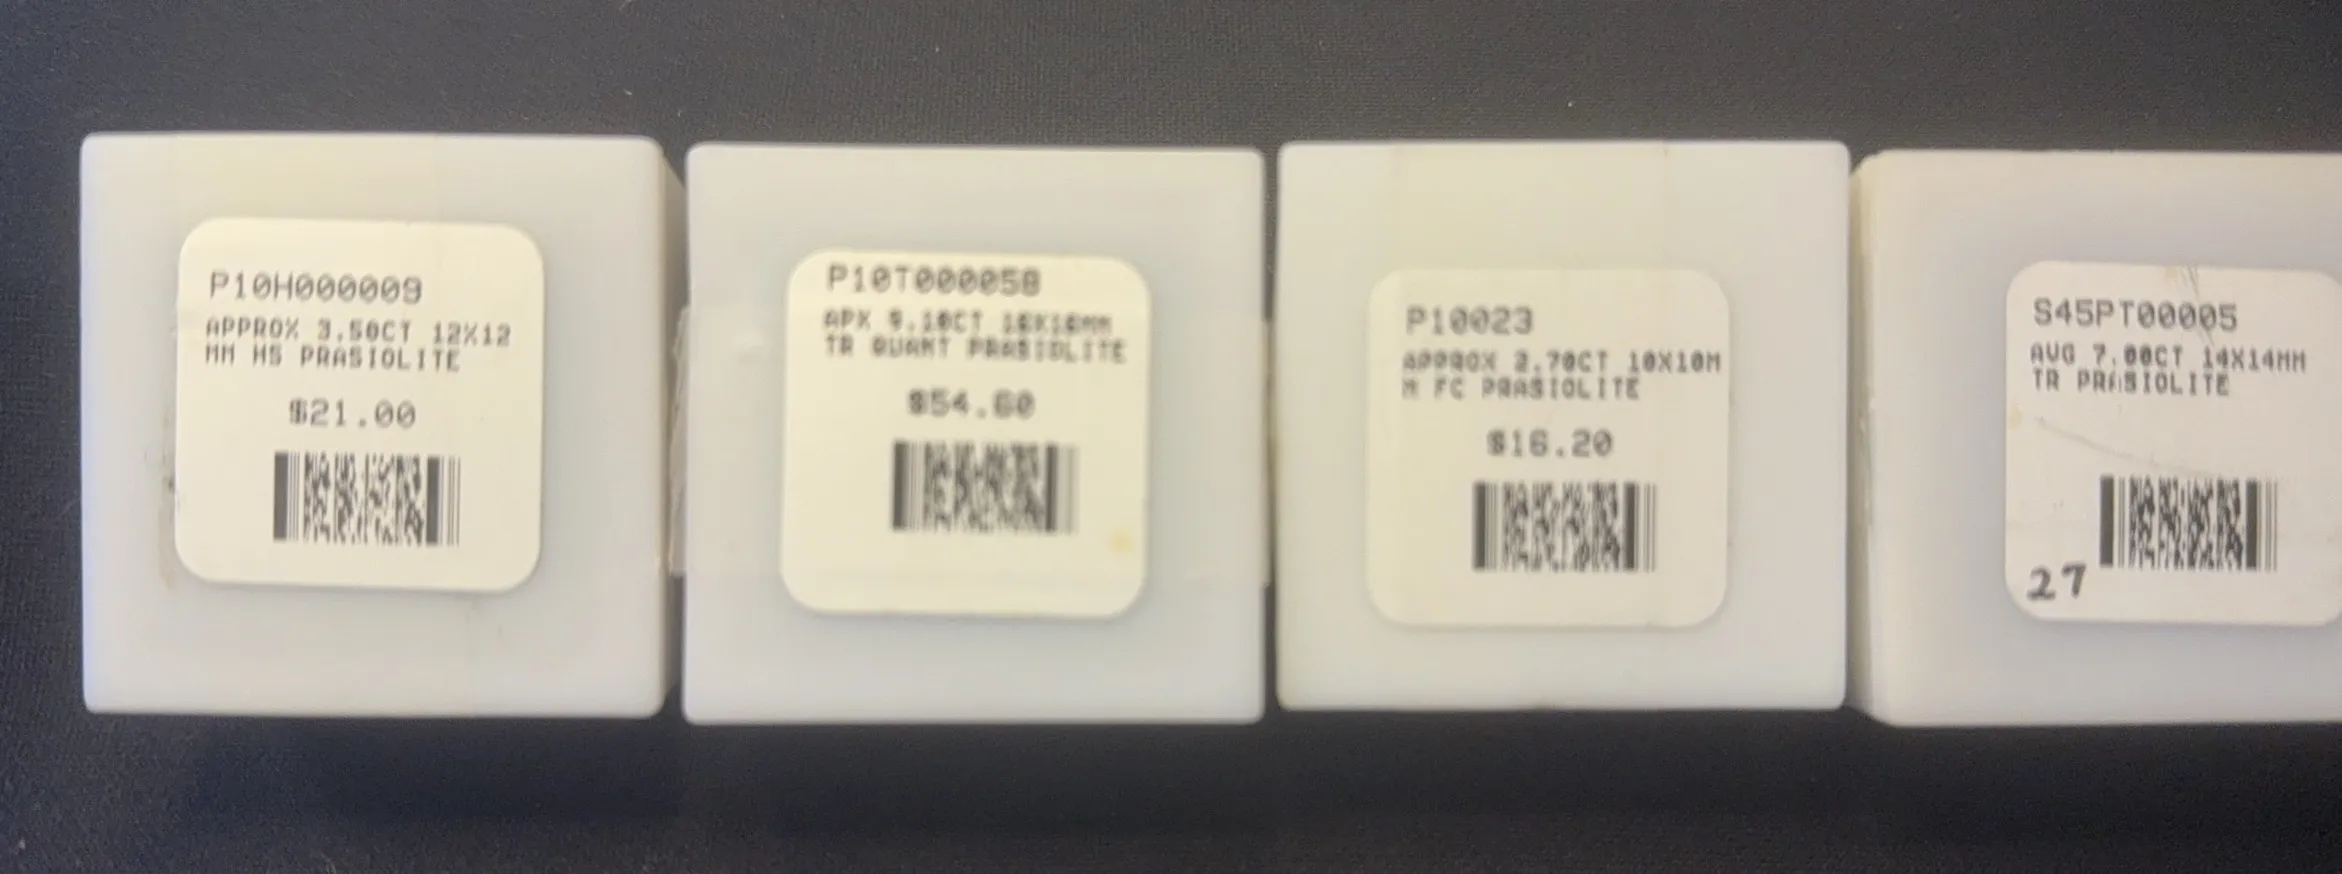 P10H000009
APPROX 3.50CT 12X12
MM HS PRASIOLITE
$21.00
P10T000058
APX 9.10CT 16X16MM
TR QUANT PRASIOLITE
$54.60
P10023
APPROX 2.70CT 10X10M
M FC PRASIOLITE
$16.20
S45PT00005
AVG 7.00CT 14X14MM
TR PRASIOLITE
27